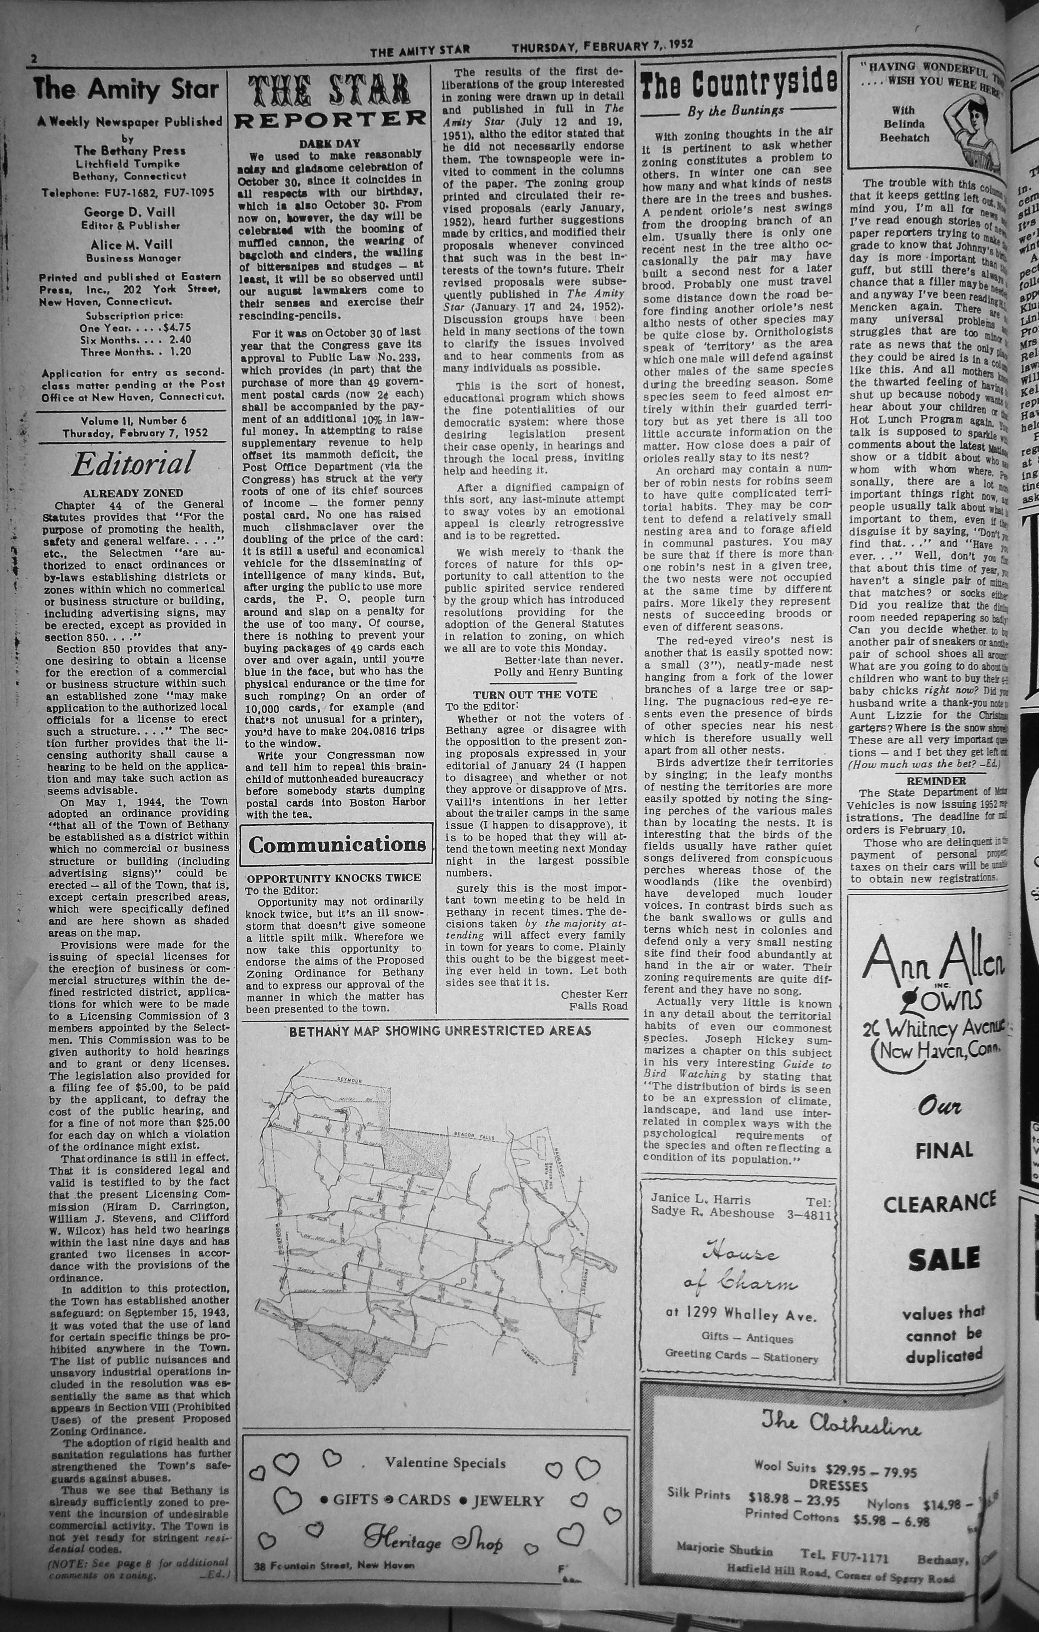 2
THE AMITY STAR THURSDAY, FEBRUARY 7, 1952
The Amity Star
A Weekly Newspaper Published
by
The Bethany Press
Litchfield Turnpike
Bethany, Connecticut
Telephone: FU7-1682, FU7-1095
George D. Vaill
Editor & Publisher
Alice M. Vaill
Business Manager
Printed and published at Eastern
Press, Inc., 202 York Street,
New Haven, Connecticut.
Subscription price:
One Year. . . . .$4.75
Six Months. . . . 2.40
Three Months. . 1.20
Application for entry as second-
class matter pending at the Post
Office at New Haven, Connecticut.
Volume II, Number 6
Thursday, February 7, 1952
Editorial
ALREADY ZONED
Chapter 44 of the General
Statutes provides that "For the
purpose of promoting the health,
safety and general welfare. . . ."
etc., the Selectmen "are au-
thorized to enact ordinances or
by-laws establishing districts or
zones within which no commerical
or business structure or building,
including advertising signs, may
be erected, except as provided in
section 850. . . ."
Section 850 provides that any-
one desiring to obtain a license
for the erection of a commercial
or business structure within such
an established zone "may make
application to the authorized local
officials for a license to erect
such a structure. . . ." The sec-
tion further provides that the li-
censing authority shall cause a
hearing to be held on the applica-
tion and may take such action as
seems advisable.
On May 1, 1944, the Town
adopted an ordinance providing
"that all of the Town of Bethany
be established as a district within
which no commercial or business
structure or building (including
advertising signs)" could be
erected -- all of the Town, that is,
except certain prescribed areas,
which were specifically defined
and are here shown as shaded
areas on the map.
Provisions were made for the
issuing of special licenses for
the erection of business or com-
mercial structures within the de-
fined restricted district, applica-
tions for which were to be made
to a Licensing Commission of 3
members appointed by the Select-
men. This Commission was to be
given authority to hold hearings
and to grant or deny licenses.
The legislation also provided for
a filing fee of $5.00, to be paid
by the applicant, to defray the
cost of the public hearing, and
for a fine of not more than $25.00
for each day on which a violation
of the ordinance might exist.
That ordinance is still in effect.
That it is considered legal and
valid is testified to by the fact
that the present Licensing Com-
mission (Hiram D. Carrington,
William J. Stevens, and Clifford
W. Wilcox) has held two hearings
within the last nine days and has
granted two licenses in accor-
dance with the provisions of the
ordinance.
In addition to this protection,
the Town has established another
safeguard: on September 15, 1943,
it was voted that the use of land
for certain specific things be pro-
hibited anywhere in the Town.
The list of public nuisances and
unsavory industrial operations in-
cluded in the resolution was es-
sentially the same as that which
appears in Section VIII (Prohibited
Uses) of the present Proposed
Zoning Ordinance.
The adoption of rigid health and
sanitation regulations has further
strengthened the Town's safe-
guards against abuses.
Thus we see that Bethany is
already sufficiently zoned to pre-
vent the incursion of undesirable
commercial activity. The Town is
not yet ready for stringent resi-
dential codes.
(NOTE: See page 8 for additional
comments on zoning. —Ed.)
THE STAR
REPORTER
DARK DAY
We used to make reasonably
noisy and gladsome celebration of
October 30, since it coincides in
all respects with our birthday,
which is also October 30. From
now on, however, the day will be
celebrated with the booming of
muffled cannon, the wearing of
bagcloth and cinders, the wailing
of bittersnipes and studges — at
least, it will be so observed until
our august lawmakers come to
their senses and exercise their
rescinding-pencils.
For it was on October 30 of last
year that the Congress gave its
approval to Public Law No. 233,
which provides (in part) that the
purchase of more than 49 govern-
ment postal cards (now 2¢ each)
shall be accompanied by the pay-
ment of an additional 10% in law-
ful money. In attempting to raise
supplementary revenue to help
offset its mammoth deficit, the
Post Office Department (via the
Congress) has struck at the very
roots of one of its chief sources
of income — the former penny
postal card. No one has raised
much clishmaclaver over the
doubling of the price of the card:
it is still a useful and economical
vehicle for the disseminating of
intelligence of many kinds. But,
after urging the public to use more
cards, the P. O. people turn
around and slap on a penalty for
the use of too many. Of course,
there is nothing to prevent your
buying packages of 49 cards each
over and over again, until you're
blue in the face, but who has the
physical endurance or the time for
such romping? On an order of
10,000 cards, for example (and
that's not unusual for a printer),
you'd have to make 204.0816 trips
to the window.
Write your Congressman now
and tell him to repeal this brain-
child of muttonheaded bureaucracy
before somebody starts dumping
postal cards into Boston Harbor
with the tea.
Communications
OPPORTUNITY KNOCKS TWICE
To the Editor:
Opportunity may not ordinarily
knock twice, but it's an ill snow-
storm that doesn't give someone
a little spilt milk. Wherefore we
now take this opportunity to
endorse the aims of the Proposed
Zoning Ordinance for Bethany
and to express our approval of the
manner in which the matter has
been presented to the town.
The results of the first de-
liberations of the group interested
in zoning were drawn up in detail
and published in full in The
Amity Star (July 12 and 19,
1951), altho the editor stated that
he did not necessarily endorse
them. The townspeople were in-
vited to comment in the columns
of the paper. The zoning group
printed and circulated their re-
vised proposals (early January,
1952), heard further suggestions
made by critics, and modified their
proposals whenever convinced
that such was in the best in-
terests of the town's future. Their
revised proposals were subse-
quently published in The Amity
Star (January 17 and 24, 1952).
Discussion groups have been
held in many sections of the town
to clarify the issues involved
and to hear comments from as
many individuals as possible.
This is the sort of honest,
educational program which shows
the fine potentialities of our
democratic system: where those
desiring legislation present
their case openly, in hearings and
through the local press, inviting
help and heeding it.
After a dignified campaign of
this sort, any last-minute attempt
to sway votes by an emotional
appeal is clearly retrogressive
and is to be regretted.
We wish merely to thank the
forces of nature for this op-
portunity to call attention to the
public spirited service rendered
by the group which has introduced
resolutions providing for the
adoption of the General Statutes
in relation to zoning, on which
we all are to vote this Monday.
Better late than never.
Polly and Henry Bunting
TURN OUT THE VOTE
To the Editor:
Whether or not the voters of
Bethany agree or disagree with
the opposition to the present zon-
ing proposals expressed in your
editorial of January 24 (I happen
to disagree) and whether or not
they approve or disapprove of Mrs.
Vaill's intentions in her letter
about the trailer camps in the same
issue (I happen to disapprove), it
is to be hoped that they will at-
tend the town meeting next Monday
night in the largest possible
numbers.
Surely this is the most impor-
tant town meeting to be held in
Bethany in recent times. The de-
cisions taken by the majority at-
tending will affect every family
in town for years to come. Plainly
this ought to be the biggest meet-
ing ever held in town. Let both
sides see that it is.
Chester Kerr
Falls Road
BETHANY MAP SHOWING UNRESTRICTED AREAS
SEYMOUR
BEACON FALLS
Valentine Specials
• GIFTS • CARDS • JEWELRY
Heritage Shop
38 Fountain Street, New Haven
The Countryside
By the Buntings
With zoning thoughts in the air
it is pertinent to ask whether
zoning constitutes a problem to
others. In winter one can see
how many and what kinds of nests
there are in the trees and bushes.
A pendent oriole's nest swings
from the drooping branch of an
elm. Usually there is only one
recent nest in the tree altho oc-
casionally the pair may have
built a second nest for a later
brood. Probably one must travel
some distance down the road be-
fore finding another oriole's nest
altho nests of other species may
be quite close by. Ornithologists
speak of 'territory' as the area
which one male will defend against
other males of the same species
during the breeding season. Some
species seem to feed almost en-
tirely within their guarded terri-
tory but as yet there is all too
little accurate information on the
matter. How close does a pair of
orioles really stay to its nest?
An orchard may contain a num-
ber of robin nests for robins seem
to have quite complicated terri-
torial habits. They may be con-
tent to defend a relatively small
nesting area and to forage afield
in communal pastures. You may
be sure that if there is more than
one robin's nest in a given tree,
the two nests were not occupied
at the same time by different
pairs. More likely they represent
nests of succeeding broods or
even of different seasons.
The red-eyed vireo's nest is
another that is easily spotted now:
a small (3"), neatly-made nest
hanging from a fork of the lower
branches of a large tree or sap-
ling. The pugnacious red-eye re-
sents even the presence of birds
of other species near his nest
which is therefore usually well
apart from all other nests.
Birds advertize their territories
by singing; in the leafy months
of nesting the territories are more
easily spotted by noting the sing-
ing perches of the various males
than by locating the nests. It is
interesting that the birds of the
fields usually have rather quiet
songs delivered from conspicuous
perches whereas those of the
woodlands (like the ovenbird)
have developed much louder
voices. In contrast birds such as
the bank swallows or gulls and
terns which nest in colonies and
defend only a very small nesting
site find their food abundantly at
hand in the air or water. Their
zoning requirements are quite dif-
ferent and they have no song.
Actually very little is known
in any detail about the territorial
habits of even our commonest
species. Joseph Hickey sum-
marizes a chapter on this subject
in his very interesting Guide to
Bird Watching by stating that
"The distribution of birds is seen
to be an expression of climate,
landscape, and land use inter-
related in complex ways with the
psychological requirements of
the species and often reflecting a
condition of its population."
Janice L. Harris Tel:
Sadye R. Abeshouse 3—4811
House
of Charm
at 1299 Whalley Ave.
Gifts — Antiques
Greeting Cards — Stationery
"HAVING WONDERFUL TIME
. . . . WISH YOU WERE HERE"
With
Belinda
Beehatch
The trouble with this column
that it keeps getting left out.
mind you, I'm all for news
I've read enough stories of news
paper reporters trying to make
grade to know that Johnny's
day is more important than
guff, but still there's always
chance that a filler may be
and anyway I've been reading
Mencken again. There are
many universal problems
struggles that are too
rate as news that the only
they could be aired is in a
like this. And all mothers
the thwarted feeling of having
shut up because nobody wants
hear about your children or the
Hot Lunch Program again. You
talk is supposed to sparkle with
comments about the latest
show or a tidbit about who
whom with whom where. Per
sonally, there are a lot
important things right now,
people usually talk about what
important to them, even if they
disguise it by saying, "Don't you
find that. . ." and "Have you
ever. . ." Well, don't you find
that about this time of year, you
haven't a single pair of mittens
that matches? or socks either
Did you realize that the dining
room needed repapering so badly
Can you decide whether to buy
another pair of sneakers or another
pair of school shoes all around
What are you going to do about the
children who want to buy their
baby chicks right now? Did you
husband write a thank-you note to
Aunt Lizzie for the Christmas
garters? Where is the snow shovel
These are all very important ques
tions — and I bet they get left out
(How much was the bet? —Ed.)
REMINDER
The State Department of Motor
Vehicles is now issuing 1952 reg-
istrations. The deadline for mail
orders is February 10.
Those who are delinquent in the
payment of personal property
taxes on their cars will be unable
to obtain new registrations.
Ann Allen
INC.
gowns
26 Whitney Avenue
New Haven, Conn.
Our
FINAL
CLEARANCE
SALE
values that
cannot be
duplicated
The Clothesline
Wool Suits $29.95 — 79.95
DRESSES
Silk Prints $18.98 — 23.95 Nylons $14.98 —
Printed Cottons $5.98 — 6.98
Marjorie Shutkin Tel. FU7-1171 Bethany,
Hatfield Hill Road, Corner of Sperry Road